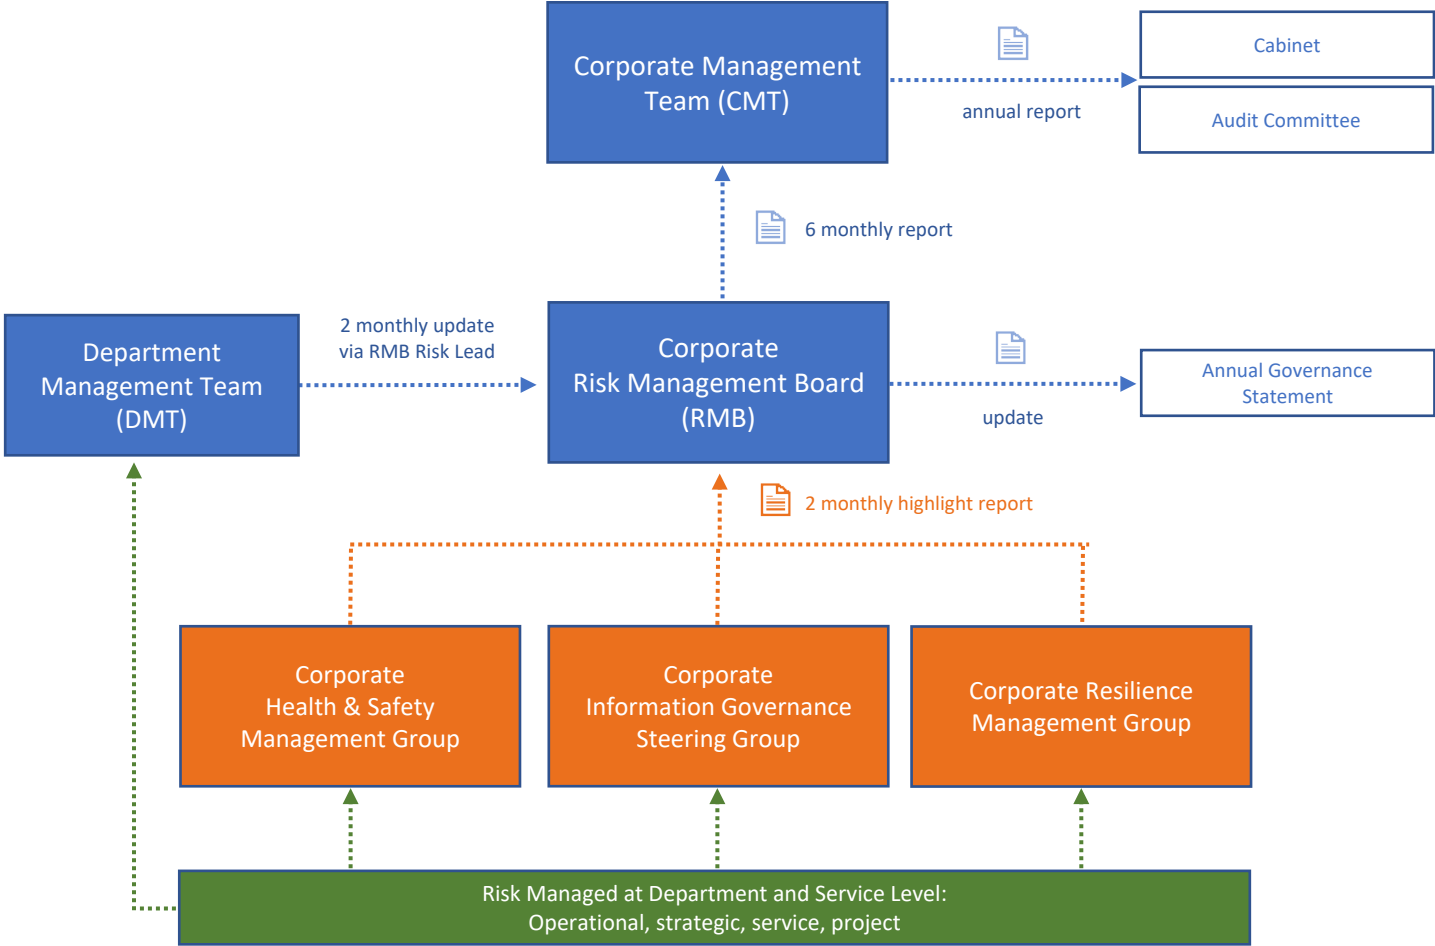 Corporate Management
Team (CMT)
annual report
Cabinet
Audit Committee
6 monthly report
Department
Management Team
(DMT)
2 monthly update
via RMB Risk Lead
Corporate
Risk Management Board
(RMB)
update
Annual Governance
Statement
2 monthly highlight report
Corporate
Health & Safety
Management Group
Corporate
Information Governance
Steering Group
Corporate Resilience
Management Group
Risk Managed at Department and Service Level:
Operational, strategic, service, project